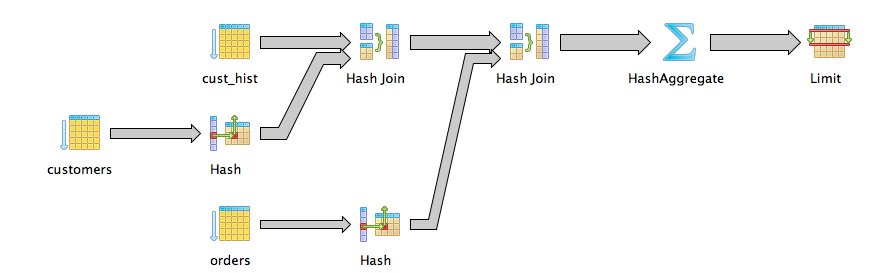 cust_hist
Hash Join
Hash Join
HashAggregate
Limit
customers
Hash
orders
Hash